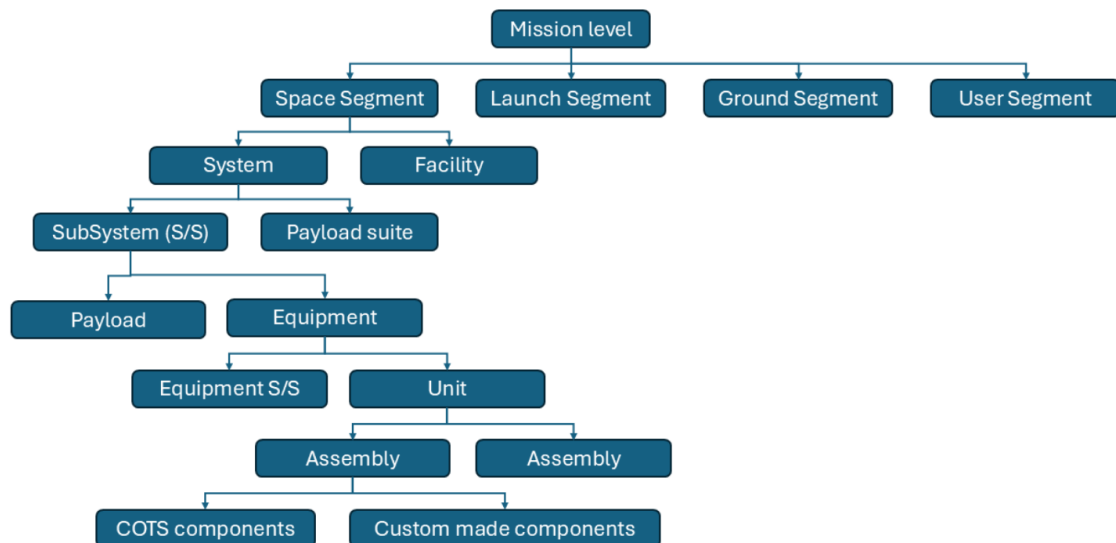 Mission level
Space Segment
Launch Segment
Ground Segment
User Segment
System
Facility
SubSystem (S/S)
Payload suite
Payload
Equipment
Equipment S/S
Unit
Assembly
Assembly
COTS components
Custom made components